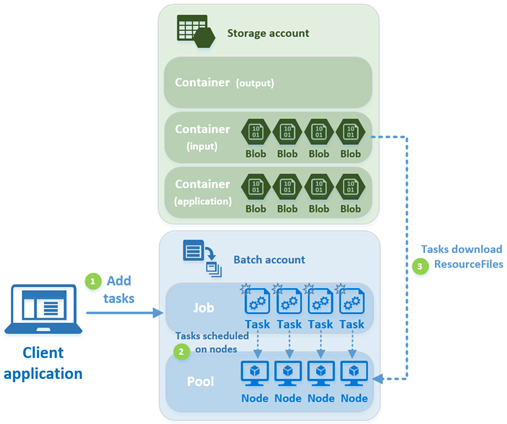 Storage account
Container (output)
Container
(input)
10
01
10
01
10
01
10
01
Blob Blob Blob Blob
Container
(application)
10
01
10
01
10
01
10
01
Blob Blob Blob Blob
Batch account
1 Add
tasks
Tasks download
3 ResourceFiles
Job
Task Task Task Task
Tasks scheduled
2 on nodes
Client
application
Pool
Node Node Node Node